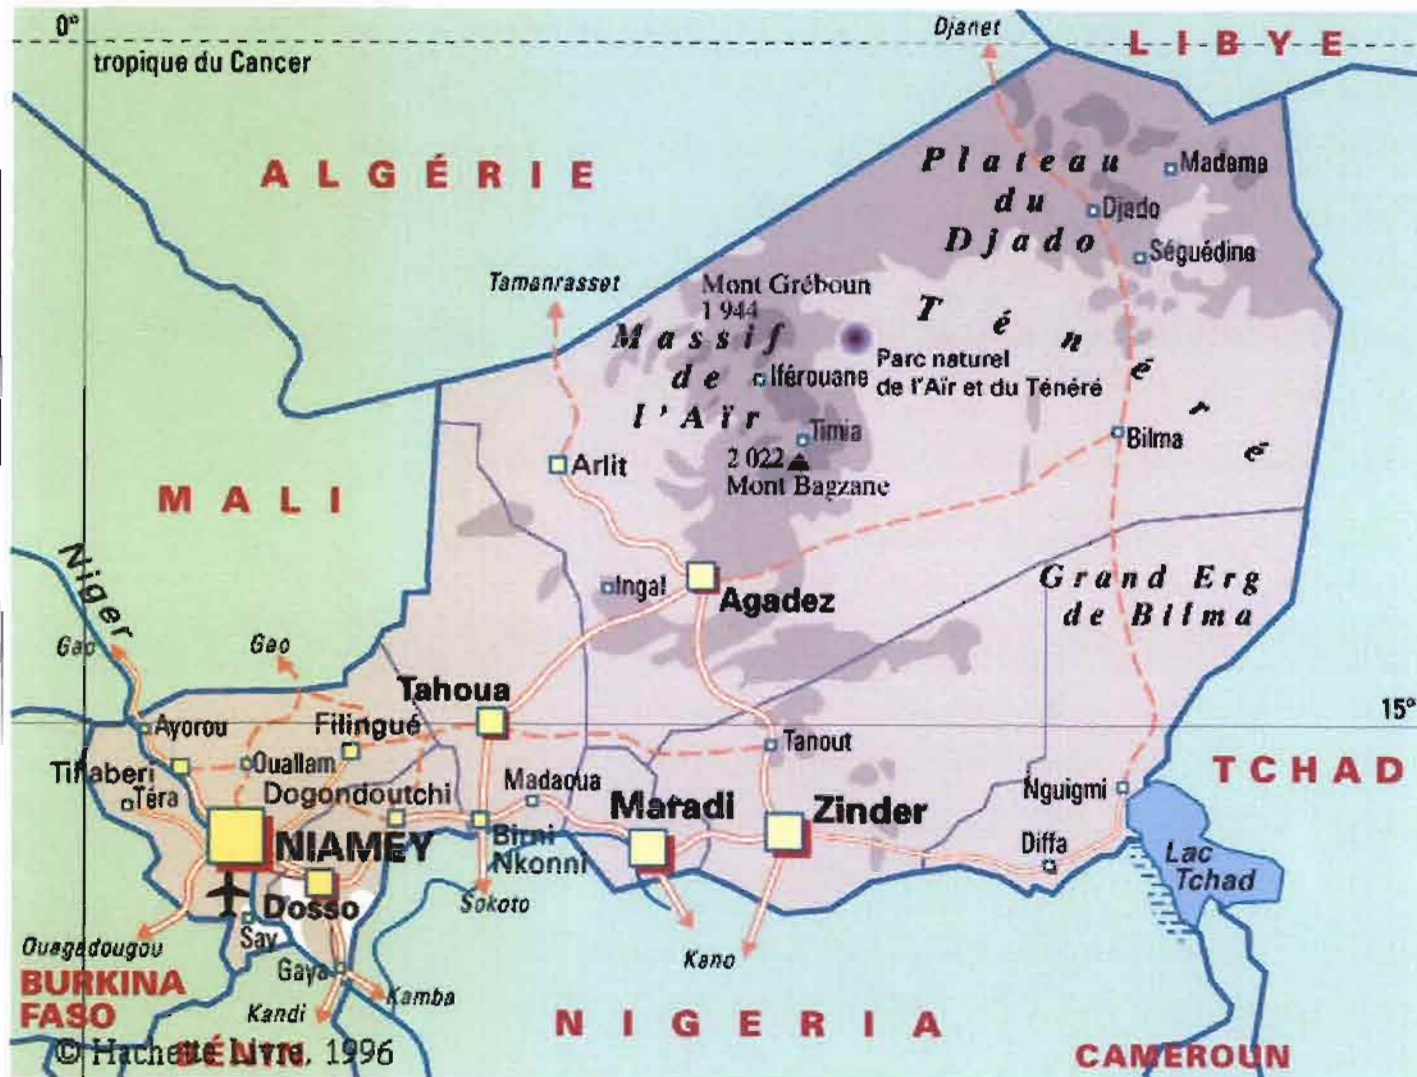 0°
tropique du Cancer
Djanet
LIBYE
ALGÉRIE
Plateau
du
Djado
Madama
Djado
Séguédine
Tamanrasset
Mont Gréboun
1 944
Massif
de
l'Aïr
Iférouane
Parc naturel
de l'Aïr et du Ténéré
Ténéré
Timia
2 022
Mont Bagzane
Bilma
Arlit
MALI
Niger
Ingal
Agadez
Grand Erg
de Bilma
Gao
Gao
Tahoua
15°
Ayorou
Filingué
Tanout
Tillaberi
Ouallam
Téra
Dogondoutchi
Madaoua
Maradi
Zinder
Nguigmi
TCHAD
NIAMEY
Birni
Nkonni
Diffa
Lac
Tchad
Dosso
Sokoto
Say
Ouagadougou
Gaya
Kano
BURKINA
FASO
Kandi
Kamba
NIGERIA
BÉNIN
CAMEROUN
© Hachette Livre, 1996